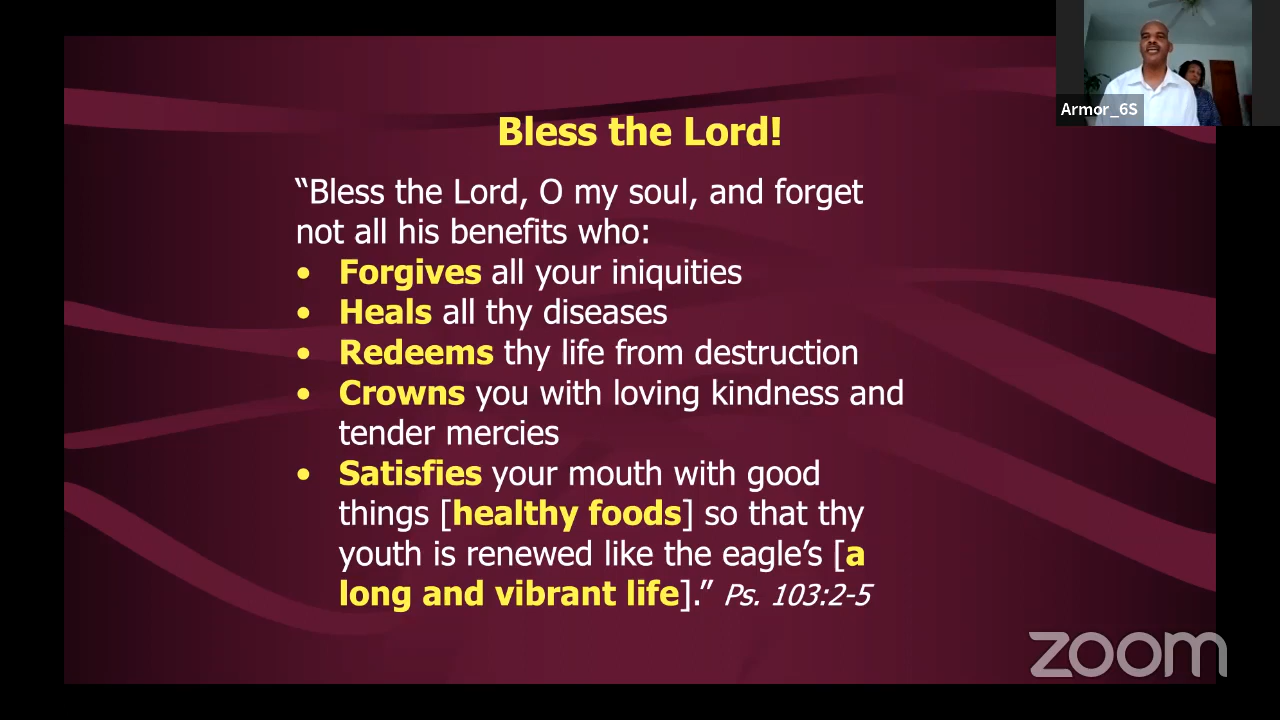 Armor_6S
Bless the Lord!
“Bless the Lord, O my soul, and forget
not all his benefits who:
• Forgives all your iniquities
• Heals all thy diseases
• Redeems thy life from destruction
• Crowns you with loving kindness and
tender mercies
• Satisfies your mouth with good
things [healthy foods] so that thy
youth is renewed like the eagle’s [a
long and vibrant life].” Ps. 103:2-5
zoom